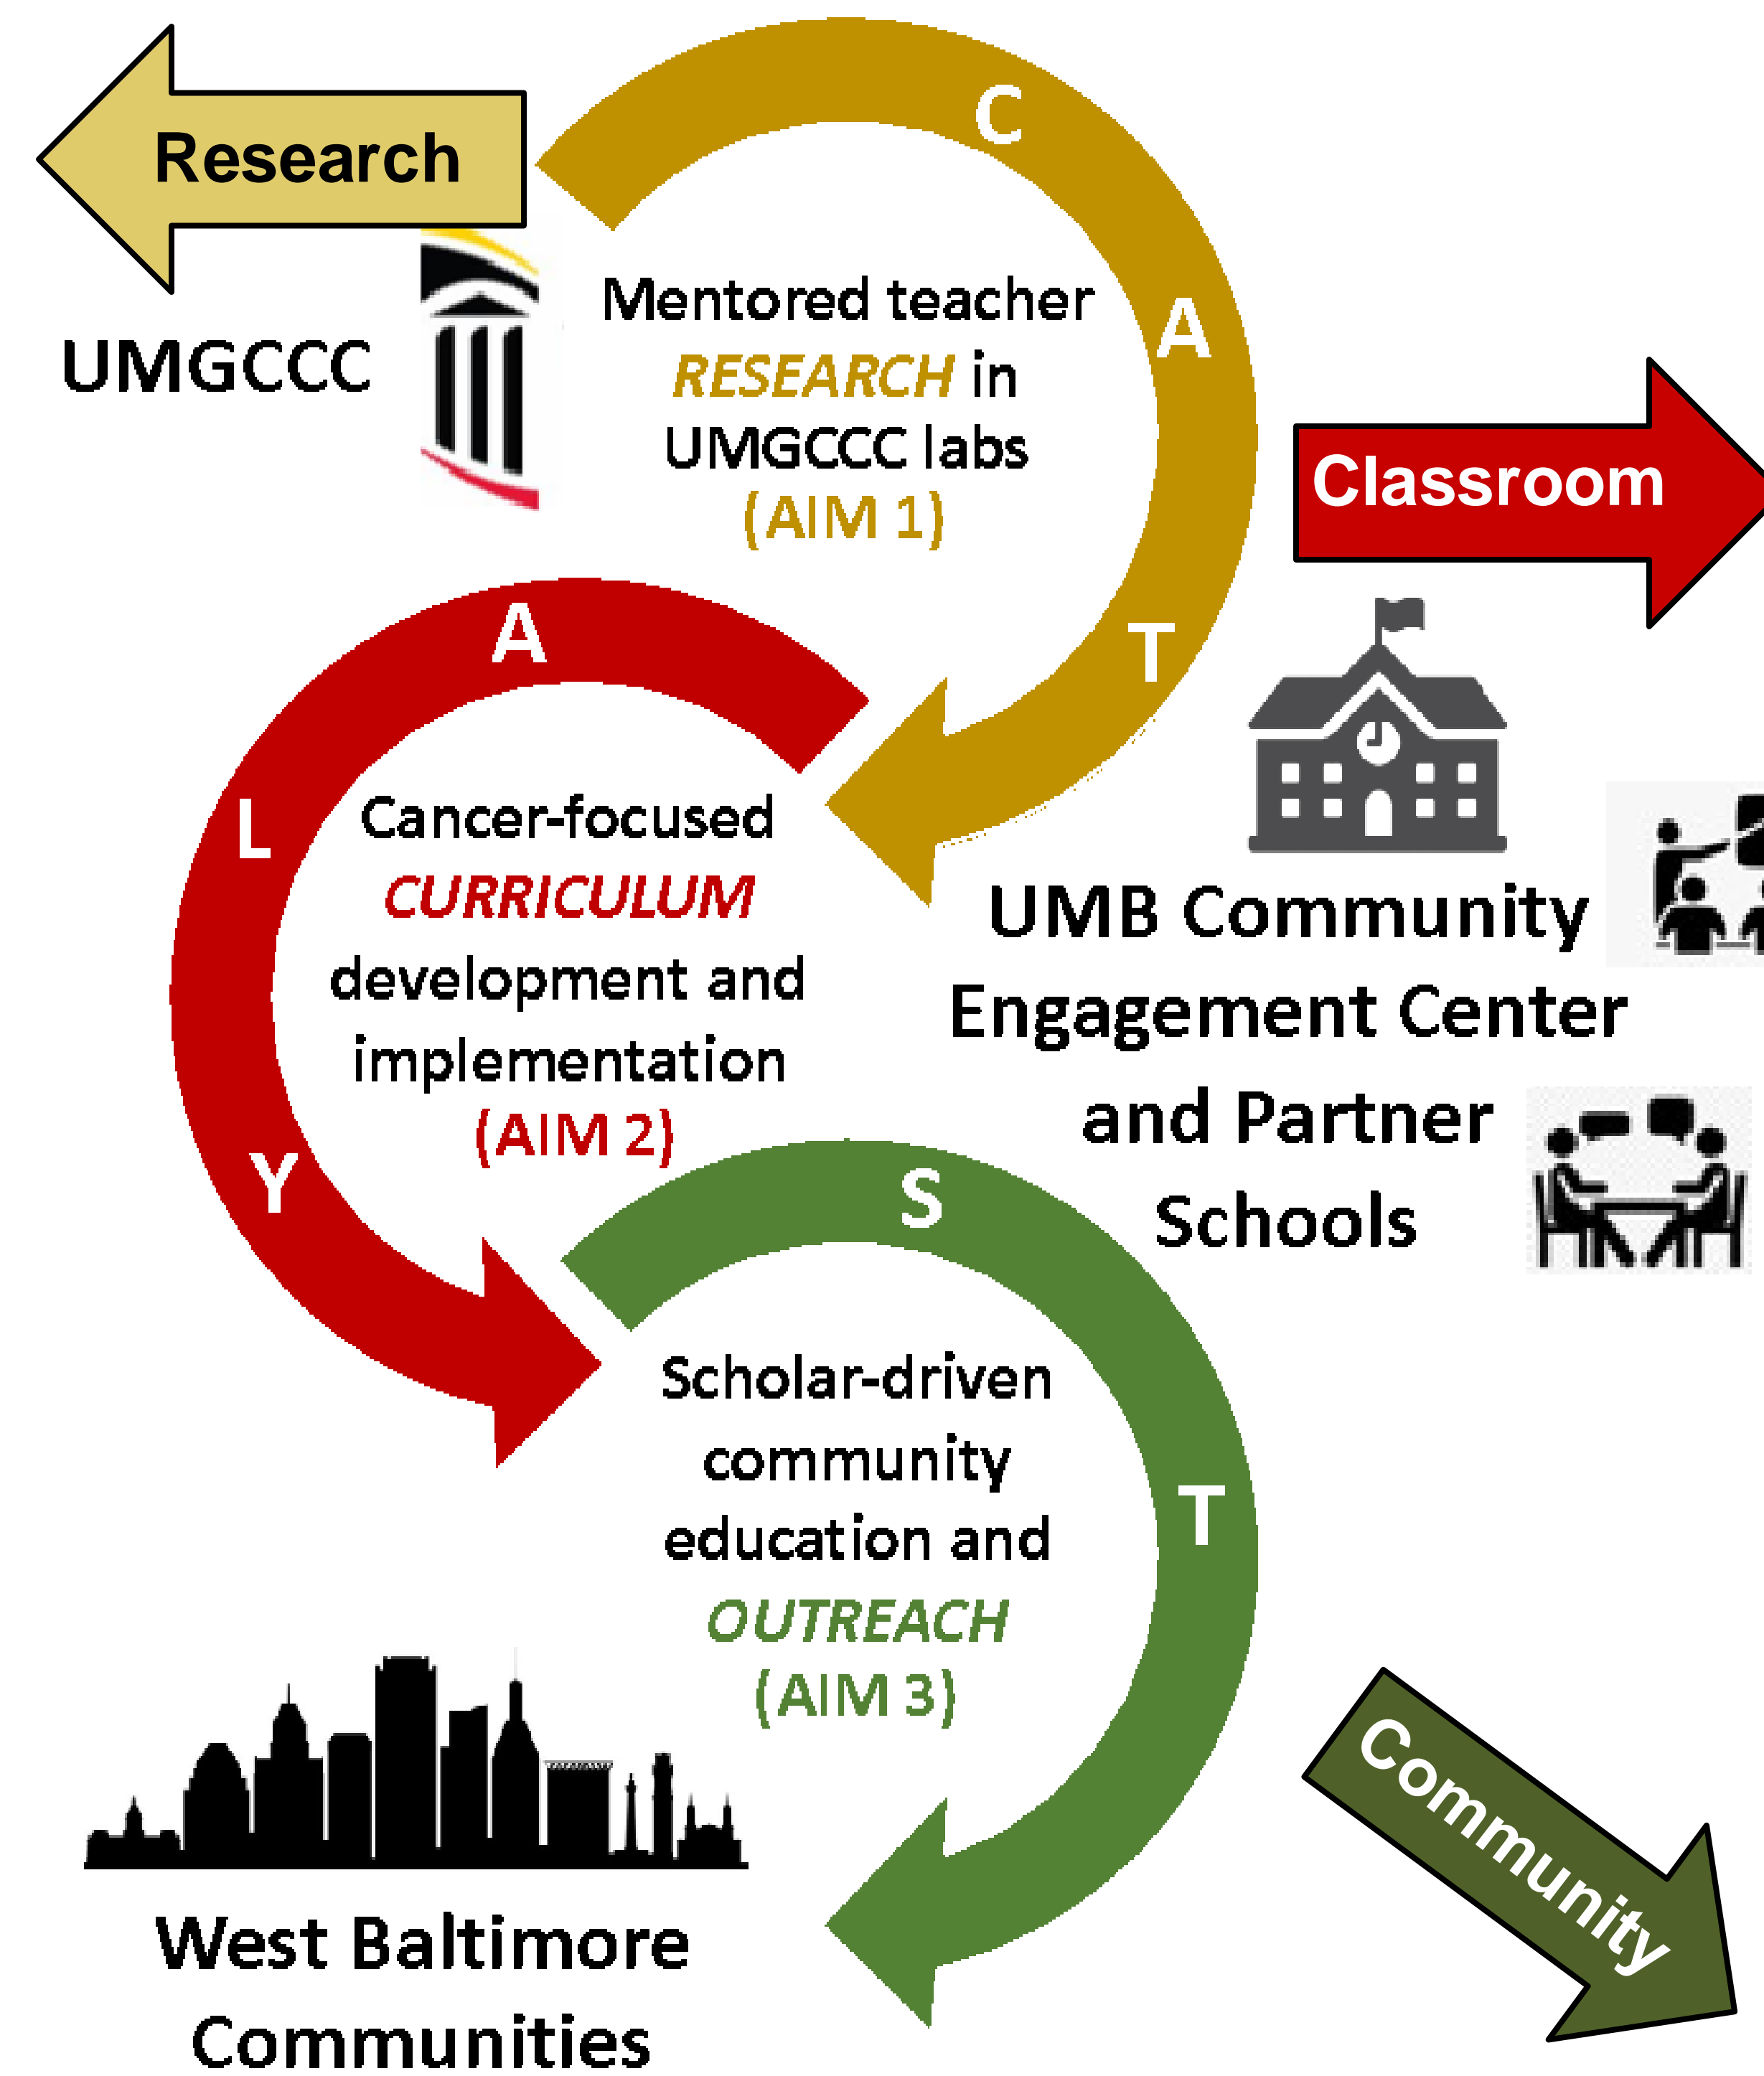 Research
C
A
T
UMGCCC
Mentored teacher
RESEARCH in
UMGCCC labs
(AIM 1)
Classroom
A
L
Y
Cancer-focused
CURRICULUM
development and
implementation
(AIM 2)
UMB Community
Engagement Center
and Partner
Schools
S
T
Scholar-driven
community
education and
OUTREACH
(AIM 3)
Community
West Baltimore
Communities